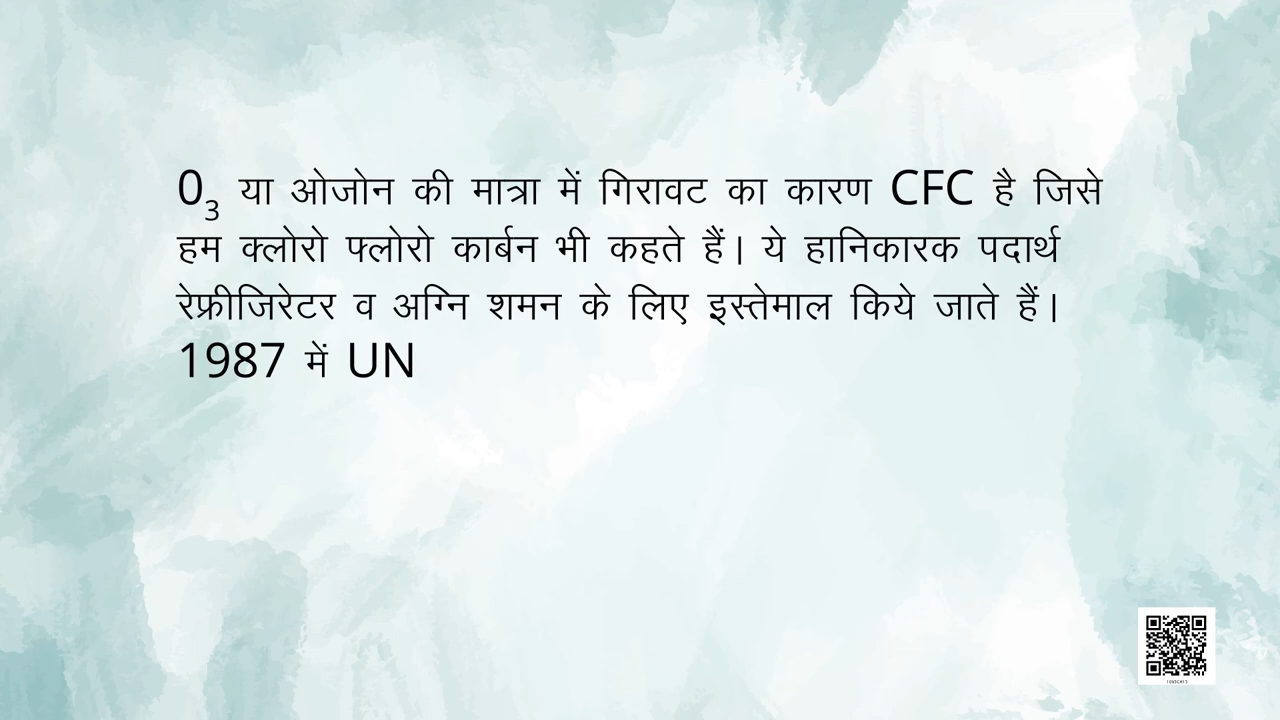 0₃ या ओजोन की मात्रा में गिरावट का कारण CFC है जिसे
हम क्लोरो फ्लोरो कार्बन भी कहते हैं। ये हानिकारक पदार्थ
रेफ्रीजिरेटर व अग्नि शमन के लिए इस्तेमाल किये जाते हैं।
1987 में UN